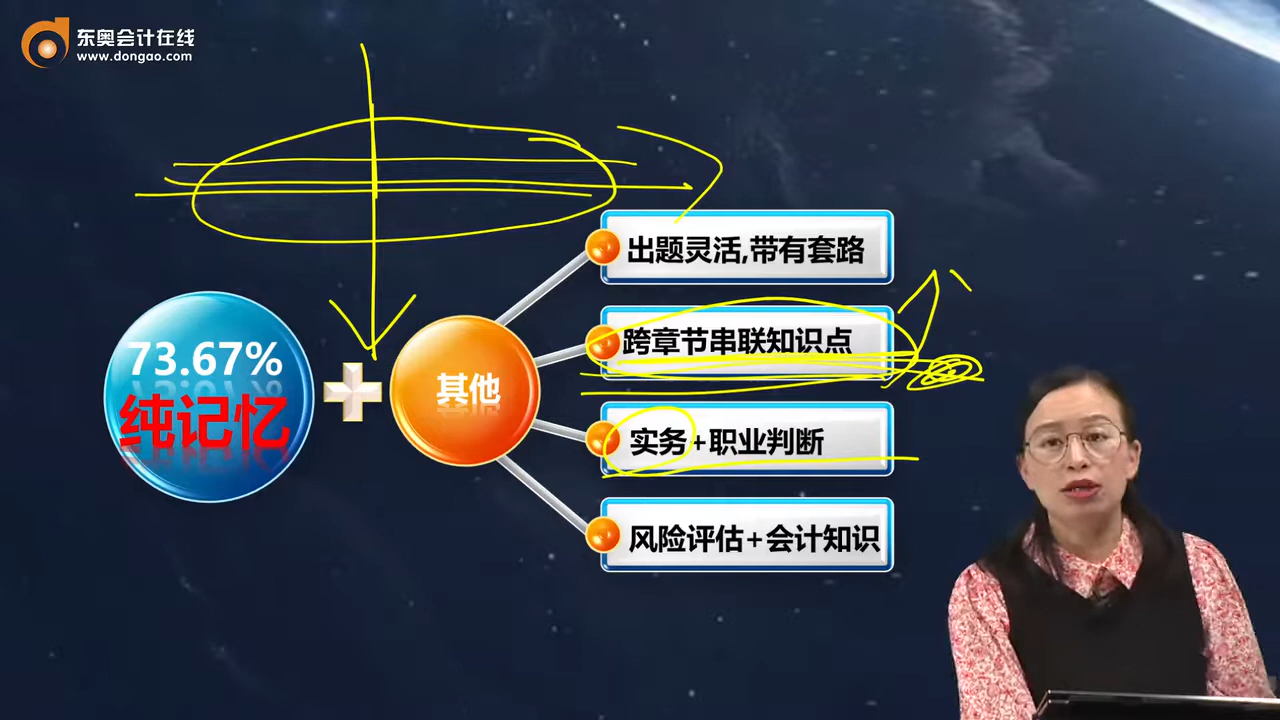 东奥会计在线
www.dongao.com
出题灵活,带有套路
73.67%
纯记忆
其他
跨章节串联知识点
实务+职业判断
风险评估+会计知识